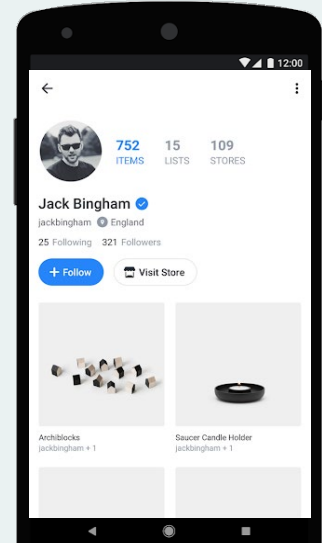 12:00
752 15 109
ITEMS LISTS STORES
Jack Bingham
jackbingham England
25 Following 321 Followers
+ Follow Visit Store
Archiblocks Saucer Candle Holder
jackbingham + 1 jackbingham + 1